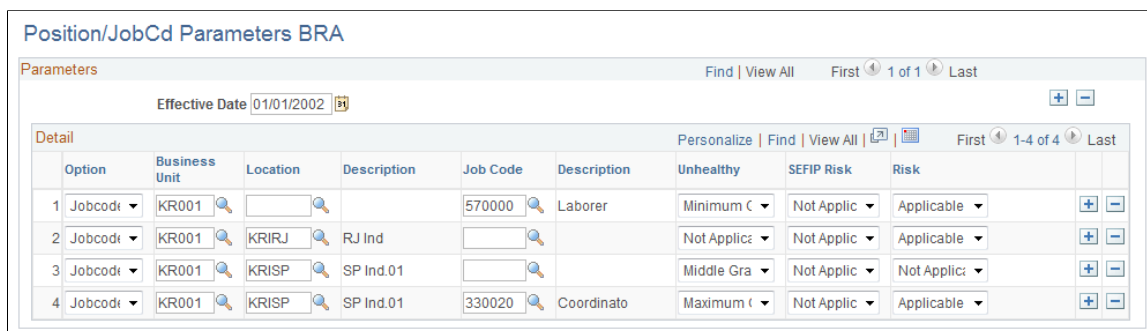 Position/JobCd Parameters BRA
Parameters Find | View All First 1 of 1 Last
Effective Date 01/01/2002 31
Detail Personalize | Find | View All | | First 1-4 of 4 Last
Option Business Unit Location Description Job Code Description Unhealthy SEFIP Risk Risk
1 Jobcode KR001 570000 Laborer Minimum ( Not Applic Applicable
2 Jobcode KR001 KRIRJ RJ Ind Not Applica Not Applic Applicable
3 Jobcode KR001 KRISP SP Ind.01 Middle Gra Not Applic Not Applica
4 Jobcode KR001 KRISP SP Ind.01 330020 Coordinato Maximum ( Not Applic Applicable